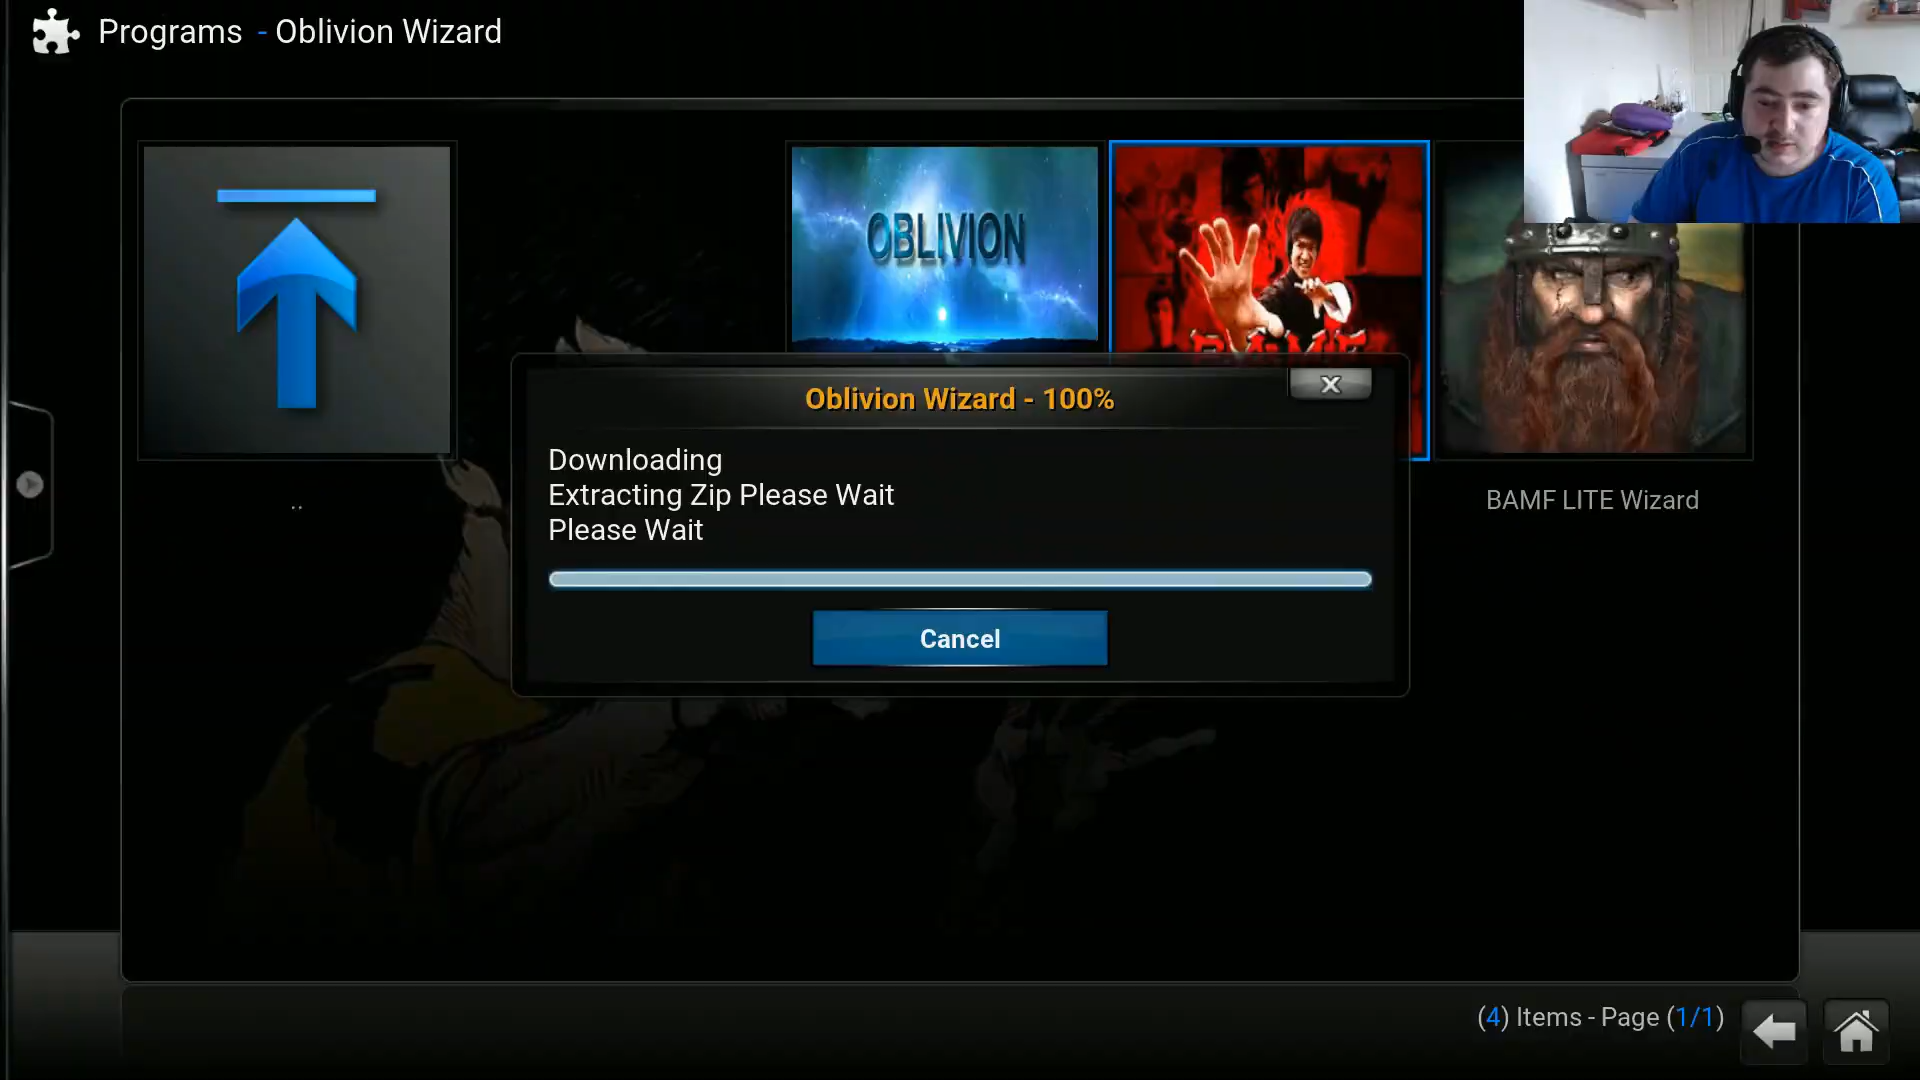 Programs - Oblivion Wizard
OBLIVION
BAMF
Oblivion Wizard - 100%
Downloading
Extracting Zip Please Wait
Please Wait
Cancel
..
BAMF LITE Wizard
(4) Items - Page (1/1)